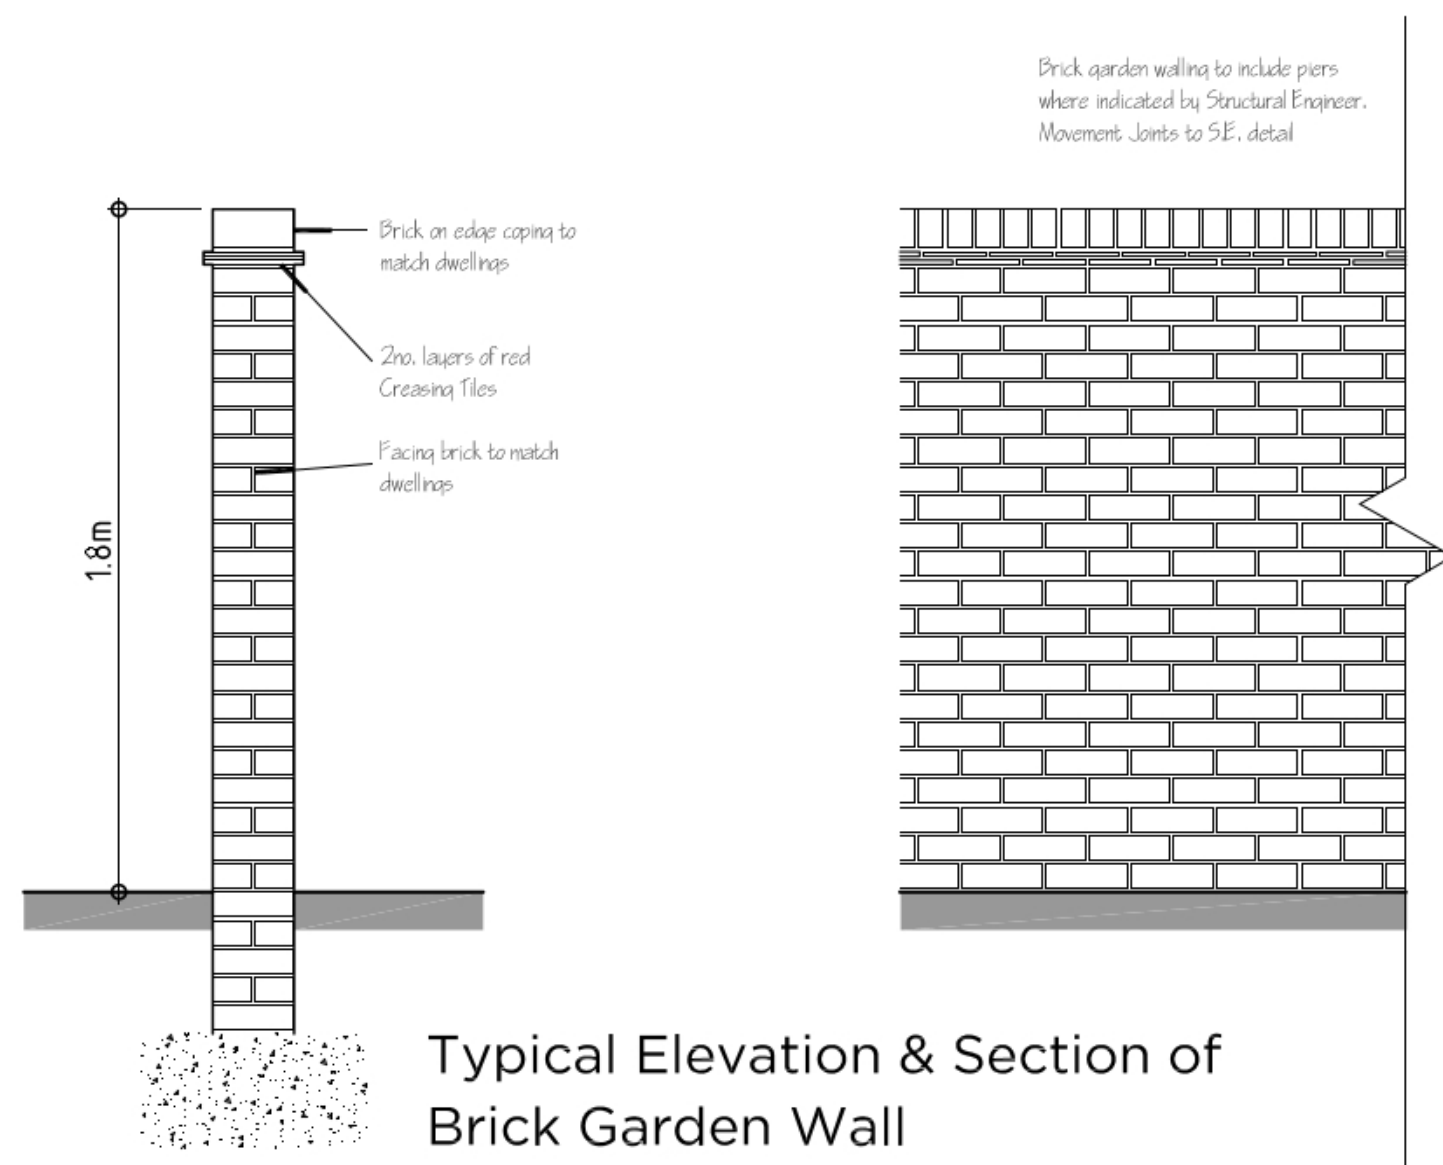 Brick garden walling to include piers
where indicated by Structural Engineer.
Movement Joints to S.E. detail
Brick on edge coping to
match dwellings
2no. layers of red
Creasing Tiles
Facing brick to match
dwellings
1.8m
Typical Elevation & Section of
Brick Garden Wall